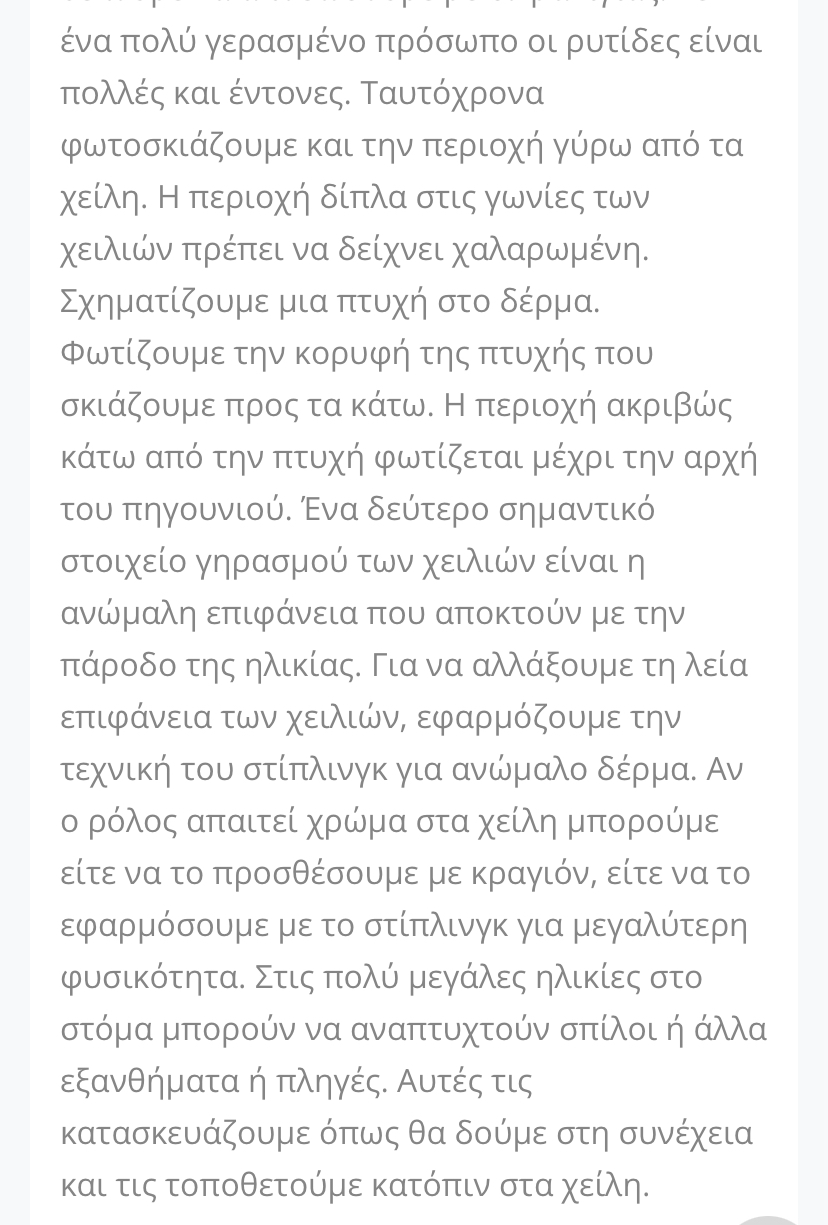 ένα πολύ γερασμένο πρόσωπο οι ρυτίδες είναι
πολλές και έντονες. Ταυτόχρονα
φωτοσκιάζουμε και την περιοχή γύρω από τα
χείλη. Η περιοχή δίπλα στις γωνίες των
χειλιών πρέπει να δείχνει χαλαρωμένη.
Σχηματίζουμε μια πτυχή στο δέρμα.
Φωτίζουμε την κορυφή της πτυχής που
σκιάζουμε προς τα κάτω. Η περιοχή ακριβώς
κάτω από την πτυχή φωτίζεται μέχρι την αρχή
του πηγουνιού. Ένα δεύτερο σημαντικό
στοιχείο γηρασμού των χειλιών είναι η
ανώμαλη επιφάνεια που αποκτούν με την
πάροδο της ηλικίας. Για να αλλάξουμε τη λεία
επιφάνεια των χειλιών, εφαρμόζουμε την
τεχνική του στίπλινγκ για ανώμαλο δέρμα. Αν
ο ρόλος απαιτεί χρώμα στα χείλη μπορούμε
είτε να το προσθέσουμε με κραγιόν, είτε να το
εφαρμόσουμε με το στίπλινγκ για μεγαλύτερη
φυσικότητα. Στις πολύ μεγάλες ηλικίες στο
στόμα μπορούν να αναπτυχτούν σπίλοι ή άλλα
εξανθήματα ή πληγές. Αυτές τις
κατασκευάζουμε όπως θα δούμε στη συνέχεια
και τις τοποθετούμε κατόπιν στα χείλη.